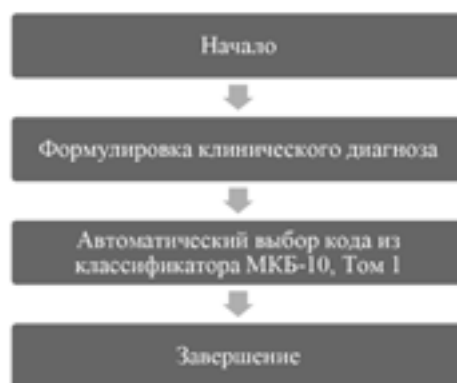 Начало
Формулировка клинического диагноза
Автоматический выбор кода из
классификатора МКБ-10, Том 1
Завершение